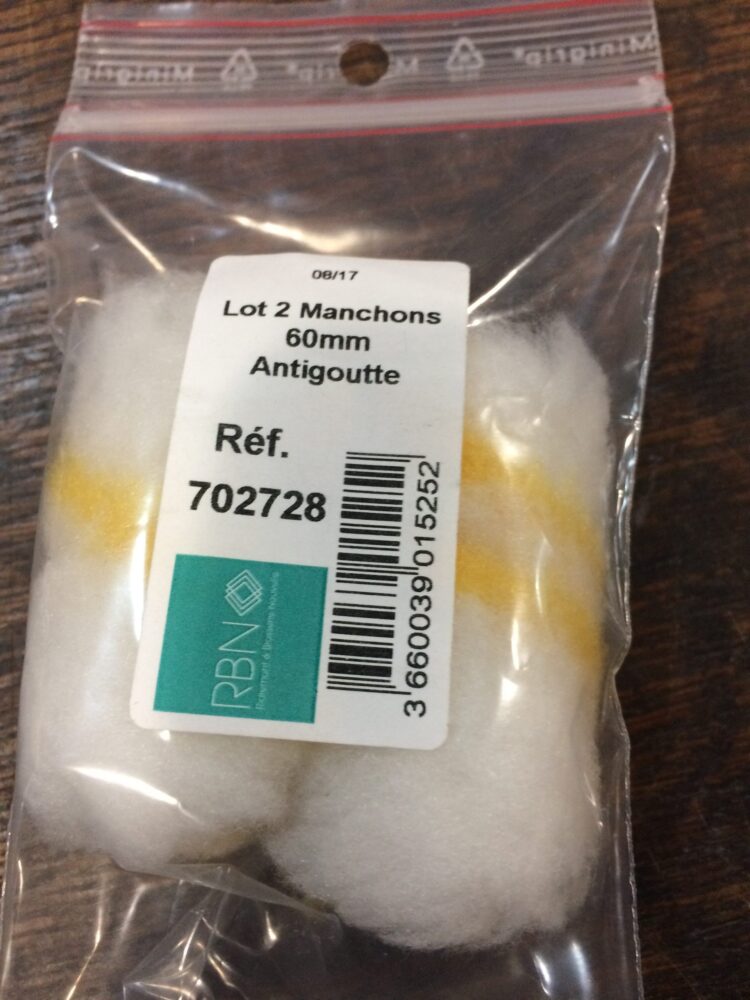 Minigrip®
08/17
Lot 2 Manchons
60mm
Antigoutte
Réf.
702728
3 660039 015252
RBN